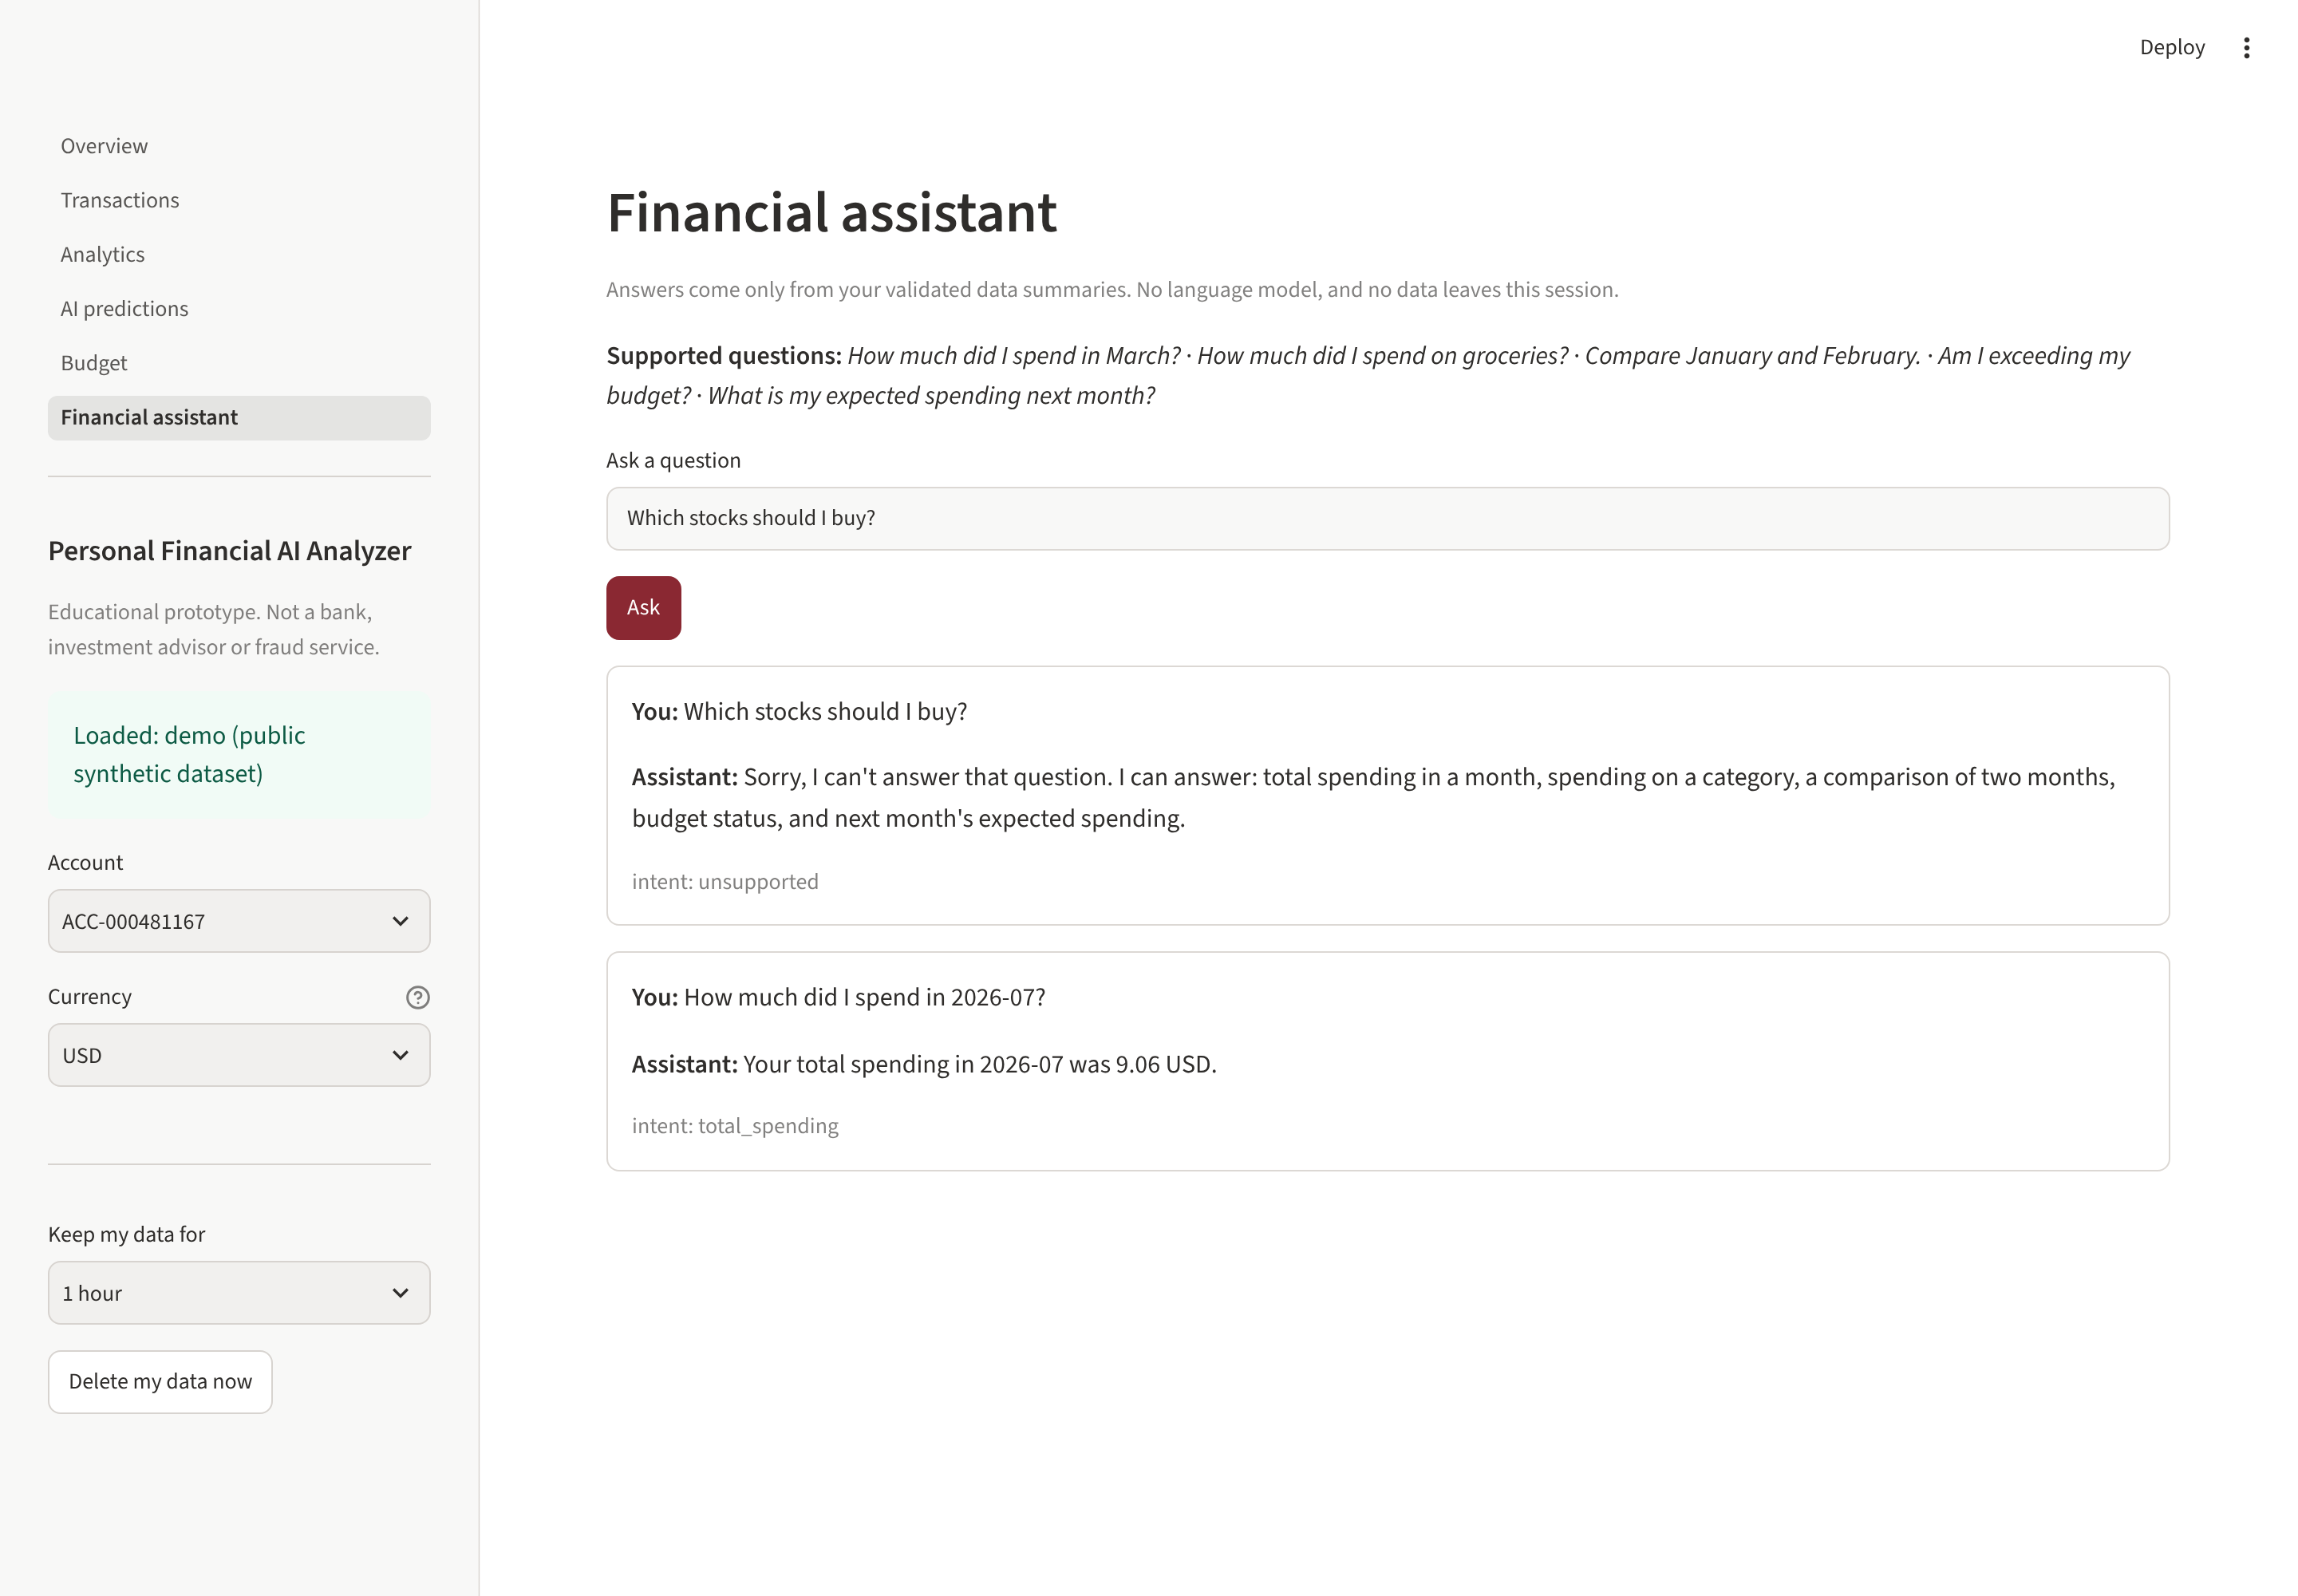 Deploy
Overview
Transactions
Analytics
AI predictions
Budget
Financial assistant
Personal Financial AI Analyzer
Educational prototype. Not a bank,
investment advisor or fraud service.
Loaded: demo (public
synthetic dataset)
Account
ACC-000481167
Currency
USD
Keep my data for
1 hour
Delete my data now
Financial assistant
Answers come only from your validated data summaries. No language model, and no data leaves this session.
Supported questions: How much did I spend in March? · How much did I spend on groceries? · Compare January and February. · Am I exceeding my
budget? · What is my expected spending next month?
Ask a question
Which stocks should I buy?
Ask
You: Which stocks should I buy?
Assistant: Sorry, I can't answer that question. I can answer: total spending in a month, spending on a category, a comparison of two months,
budget status, and next month's expected spending.
intent: unsupported
You: How much did I spend in 2026-07?
Assistant: Your total spending in 2026-07 was 9.06 USD.
intent: total_spending